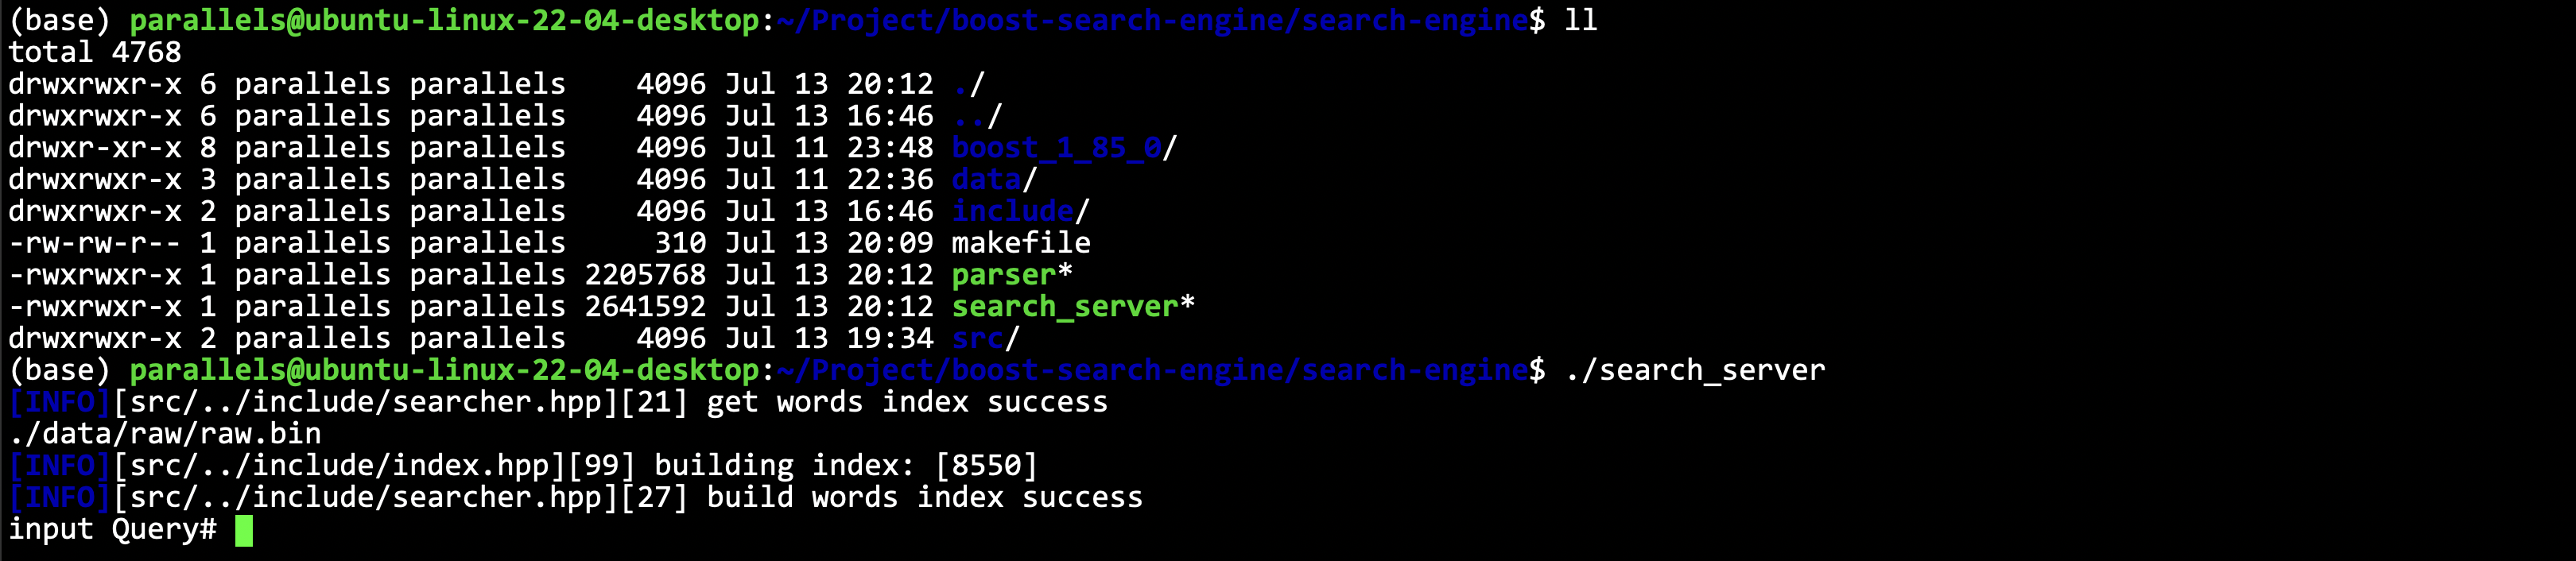 (base) parallels@ubuntu-linux-22-04-desktop:~/Project/boost-search-engine/search-engine$ ll
total 4768
drwxrwxr-x 6 parallels parallels    4096 Jul 13 20:12 ./
drwxrwxr-x 6 parallels parallels    4096 Jul 13 16:46 ../
drwxr-xr-x 8 parallels parallels    4096 Jul 11 23:48 boost_1_85_0/
drwxrwxr-x 3 parallels parallels    4096 Jul 11 22:36 data/
drwxrwxr-x 2 parallels parallels    4096 Jul 13 16:46 include/
-rw-rw-r-- 1 parallels parallels     310 Jul 13 20:09 makefile
-rwxrwxr-x 1 parallels parallels 2205768 Jul 13 20:12 parser*
-rwxrwxr-x 1 parallels parallels 2641592 Jul 13 20:12 search_server*
drwxrwxr-x 2 parallels parallels    4096 Jul 13 19:34 src/
(base) parallels@ubuntu-linux-22-04-desktop:~/Project/boost-search-engine/search-engine$ ./search_server
[INFO][src/../include/searcher.hpp][21] get words index success
./data/raw/raw.bin
[INFO][src/../include/index.hpp][99] building index: [8550]
[INFO][src/../include/searcher.hpp][27] build words index success
input Query#